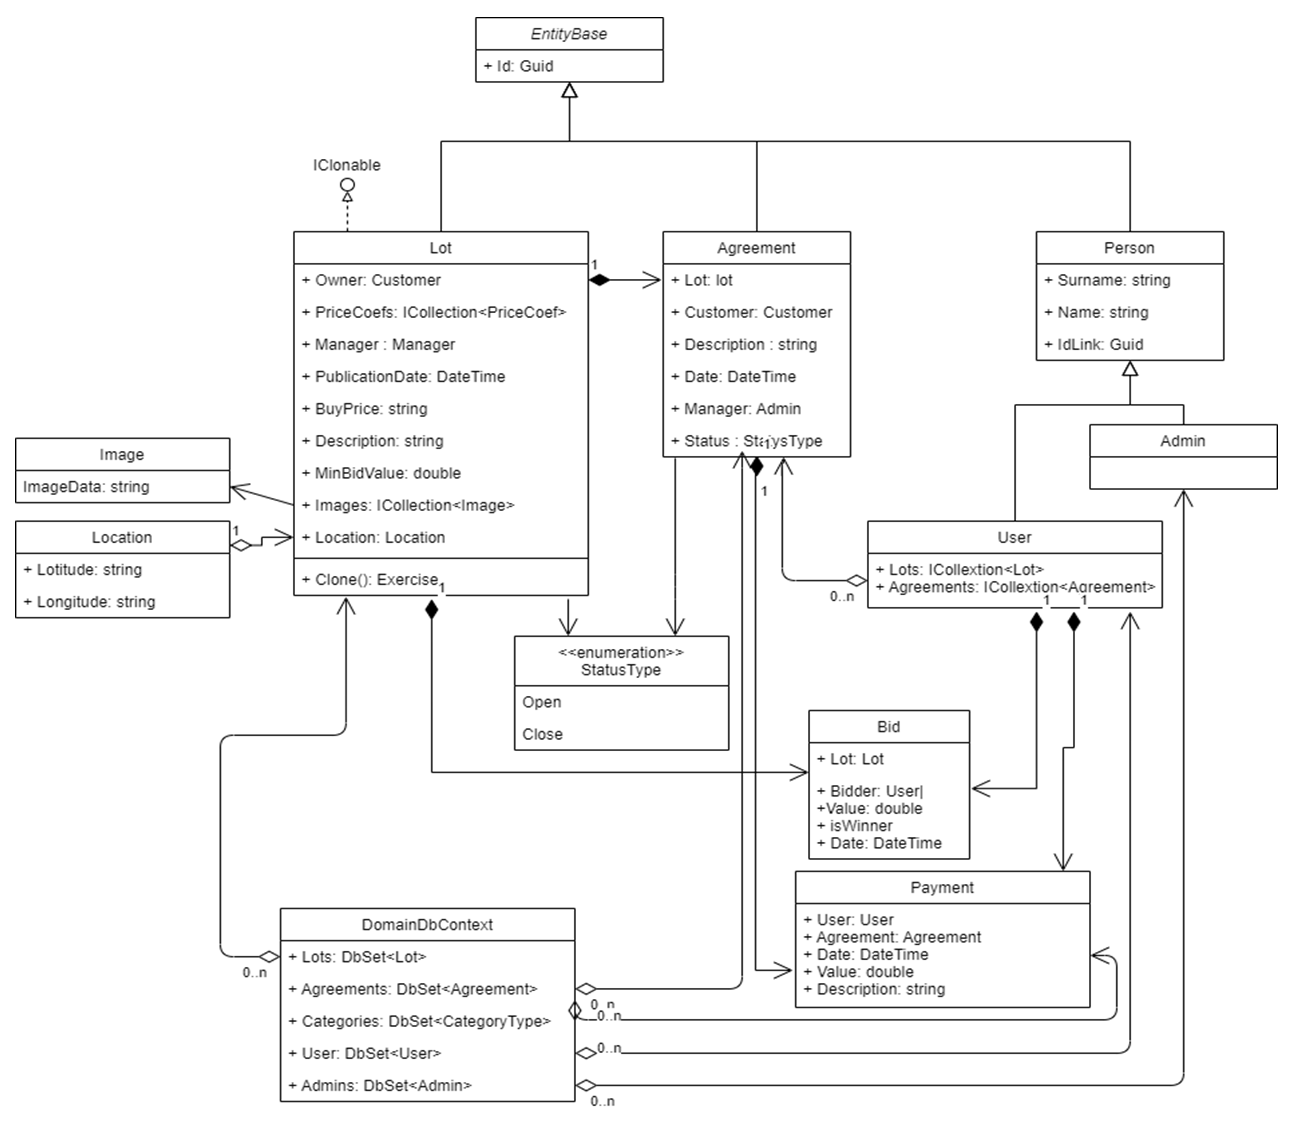 EntityBase
+ Id: Guid
IClonable
Lot
+ Owner: Customer
+ PriceCoefs: ICollection<PriceCoef>
+ Manager : Manager
+ PublicationDate: DateTime
+ BuyPrice: string
+ Description: string
+ MinBidValue: double
+ Images: ICollection<Image>
+ Location: Location
+ Clone(): Exercise
1
1
Agreement
+ Lot: lot
+ Customer: Customer
+ Description : string
+ Date: DateTime
+ Manager: Admin
+ Status :
1
1
Person
+ Surname: string
+ Name: string
+ IdLink: Guid
Admin
Image
ImageData: string
Location
+ Lotitude: string
+ Longitude: string
1
User
+ Lots: ICollextion<Lot>
+ Agreements: ICollextion<Agreement>
0..n
1
1
<<enumeration>>
StatusType
Open
Close
Bid
+ Lot: Lot
+ Bidder: User|
+Value: double
+ isWinner
+ Date: DateTime
Payment
+ User: User
+ Agreement: Agreement
+ Date: DateTime
+ Value: double
+ Description: string
DomainDbContext
+ Lots: DbSet<Lot>
+ Agreements: DbSet<Agreement>
+ Categories: DbSet<CategoryType>
+ User: DbSet<User>
+ Admins: DbSet<Admin>
0..n
0..n
0..n
0..n
0..n